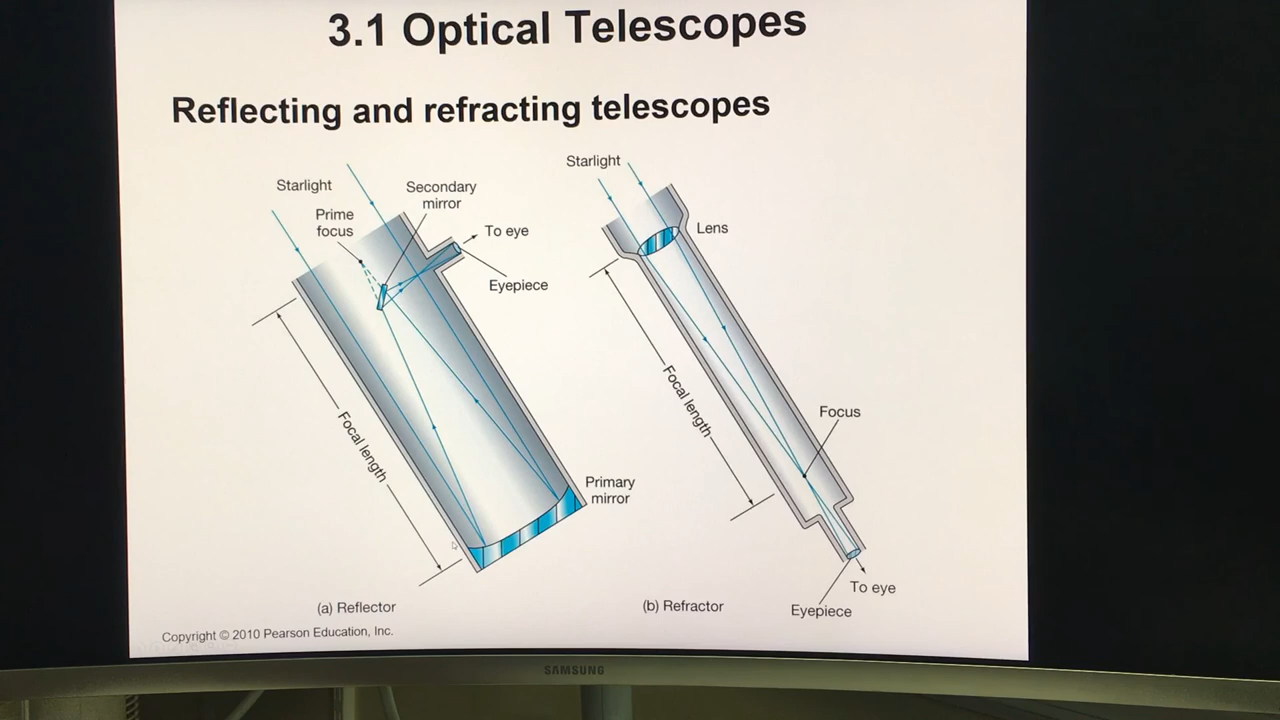 3.1 Optical Telescopes
Reflecting and refracting telescopes
Starlight
Prime
focus
Secondary
mirror
To eye
Eyepiece
Focal length
Primary
mirror
(a) Reflector
Starlight
Lens
Focal length
Focus
To eye
Eyepiece
(b) Refractor
Copyright © 2010 Pearson Education, Inc.
SAMSUNG